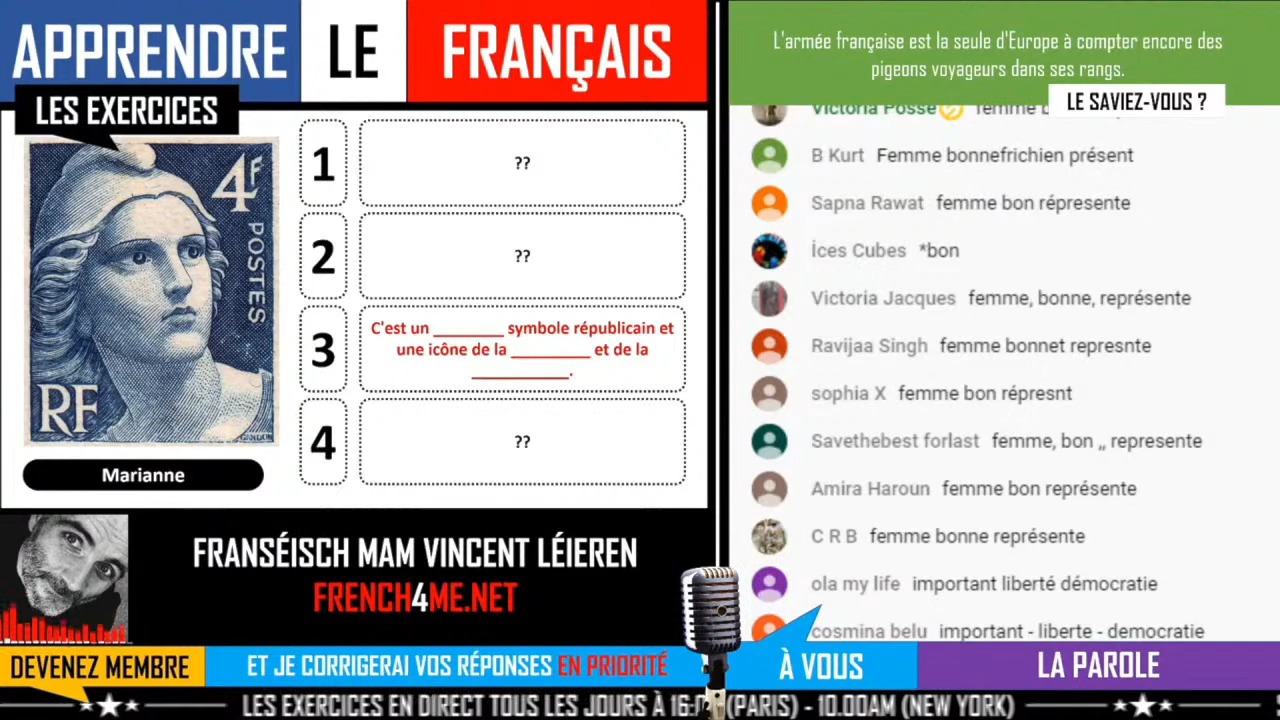 APPRENDRE LE FRANÇAIS
LES EXERCICES
4F
POSTES
RF
Marianne
1
??
2
??
3
C'est un ________ symbole républicain et
une icône de la _________ et de la
___________.
4
??
FRANSÉISCH MAM VINCENT LÉIEREN
FRENCH4ME.NET
L'armée française est la seule d'Europe à compter encore des
pigeons voyageurs dans ses rangs.
LE SAVIEZ-VOUS ?
Victoria Posse femme
B Kurt Femme bonnefrichien présent
Sapna Rawat femme bon répresente
İces Cubes *bon
Victoria Jacques femme, bonne, représente
Ravijaa Singh femme bonnet represnte
sophia X femme bon répresnt
Savethebest forlast femme, bon ,, represente
Amira Haroun femme bon représente
C R B femme bonne représente
ola my life important liberté démocratie
cosmina belu important - liberte - democratie
DEVENEZ MEMBRE
ET JE CORRIGERAI VOS RÉPONSES EN PRIORITÉ
À VOUS
LA PAROLE
LES EXERCICES EN DIRECT TOUS LES JOURS À (PARIS) - 10.00AM (NEW YORK)